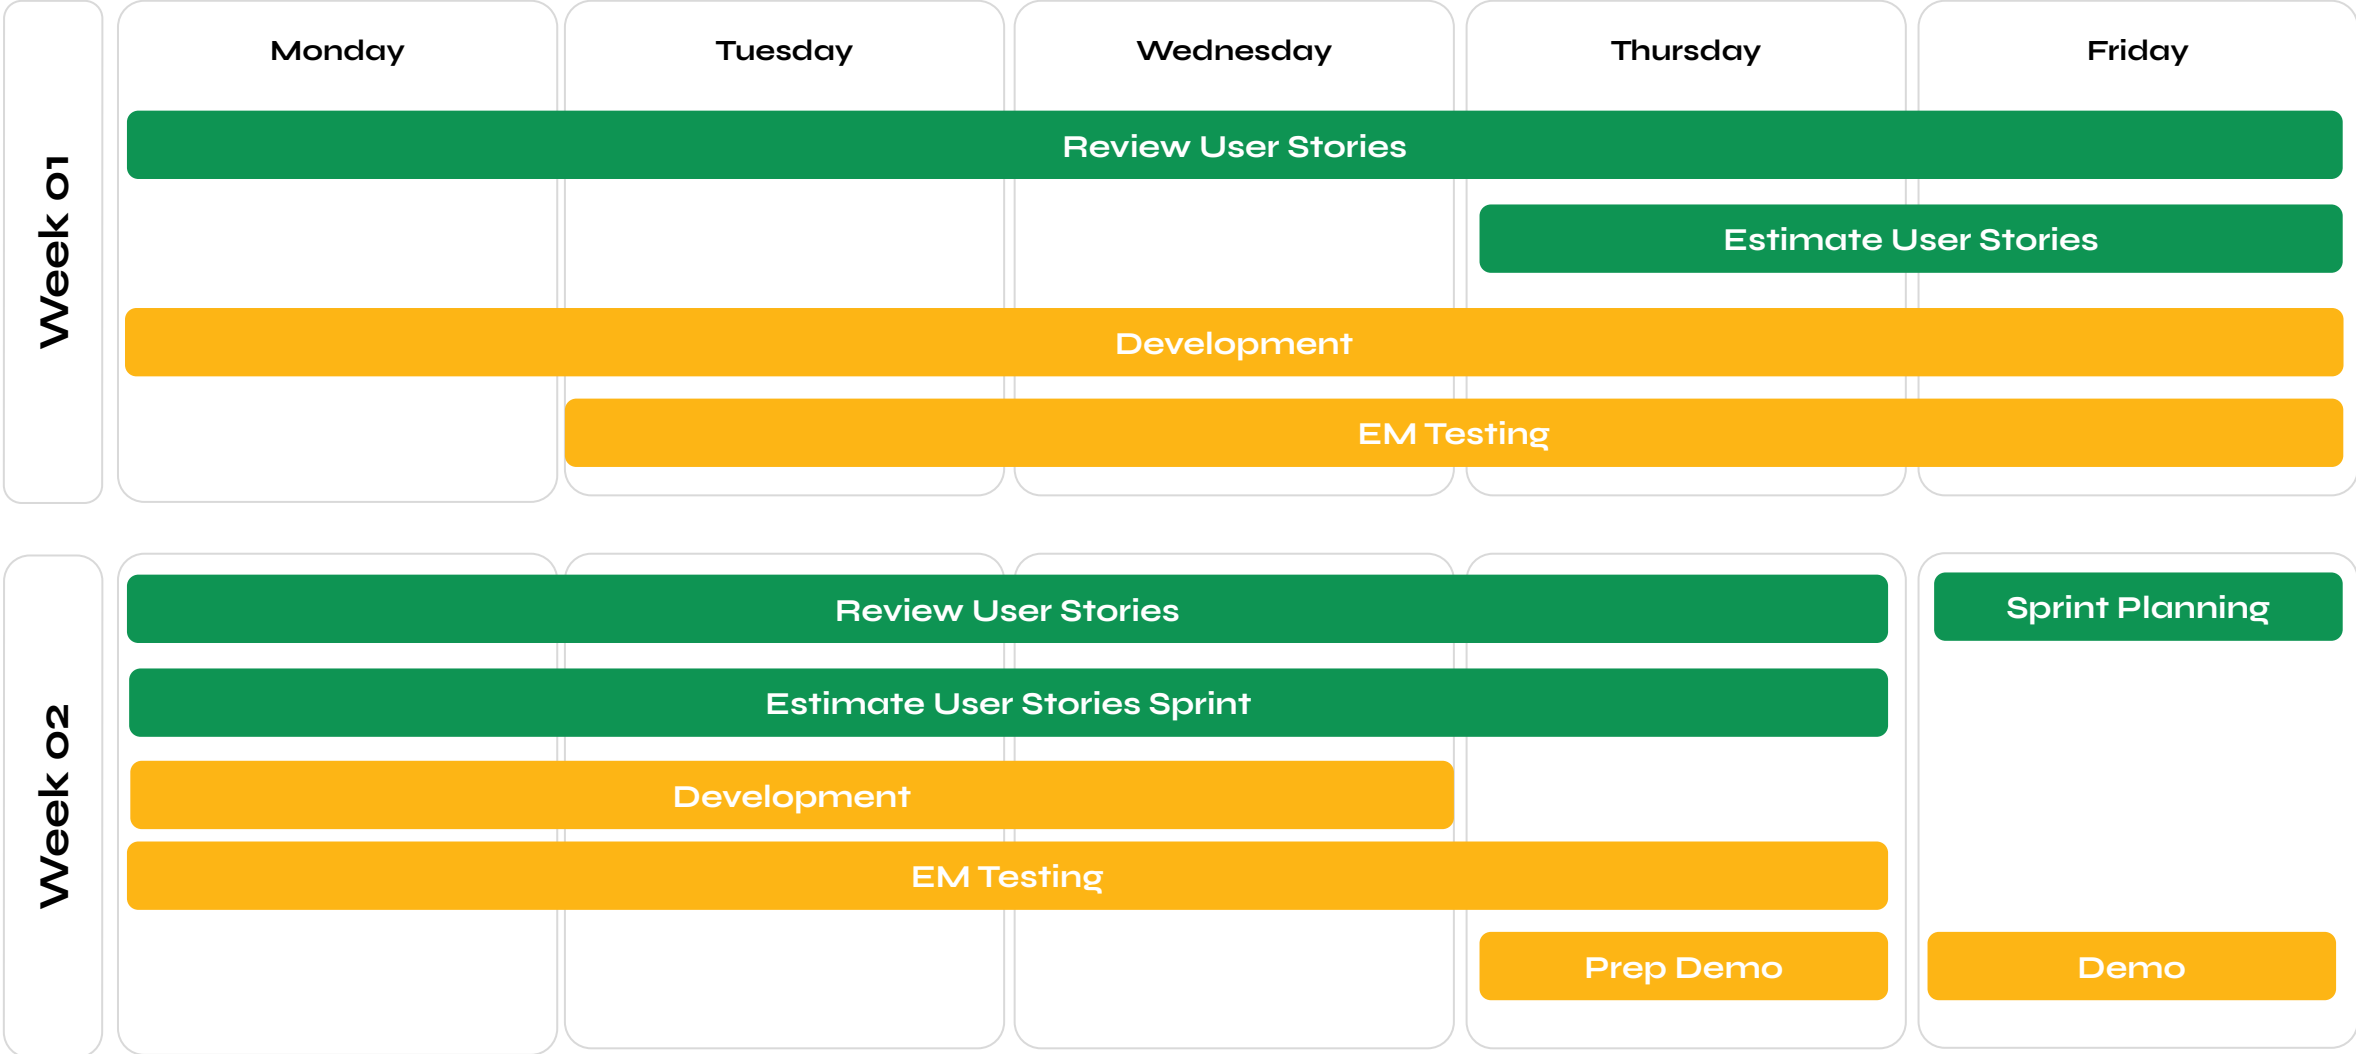 Monday
Tuesday
Wednesday
Thursday
Friday
Week 01
Review User Stories
Estimate User Stories
Development
EM Testing
Week 02
Review User Stories
Sprint Planning
Estimate User Stories Sprint
Development
EM Testing
Prep Demo
Demo